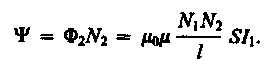 Ψ = Φ₂N₂ = μ₀μ N₁N₂/l SI₁.